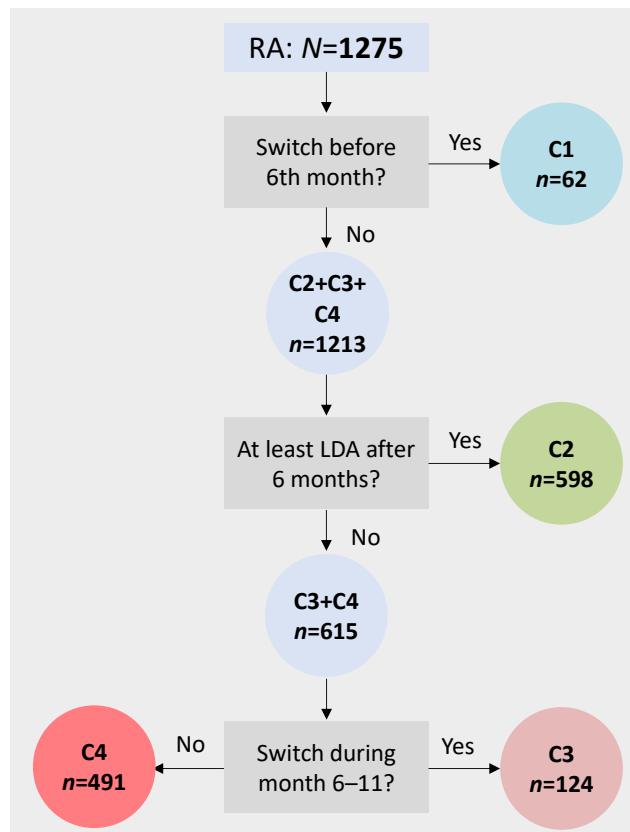 RA: N=1275
Switch before
6th month?
Yes
C1
n=62
No
C2+C3+
C4
n=1213
At least LDA after
6 months?
Yes
C2
n=598
No
C3+C4
n=615
C4
n=491
No
Switch during
month 6–11?
Yes
C3
n=124